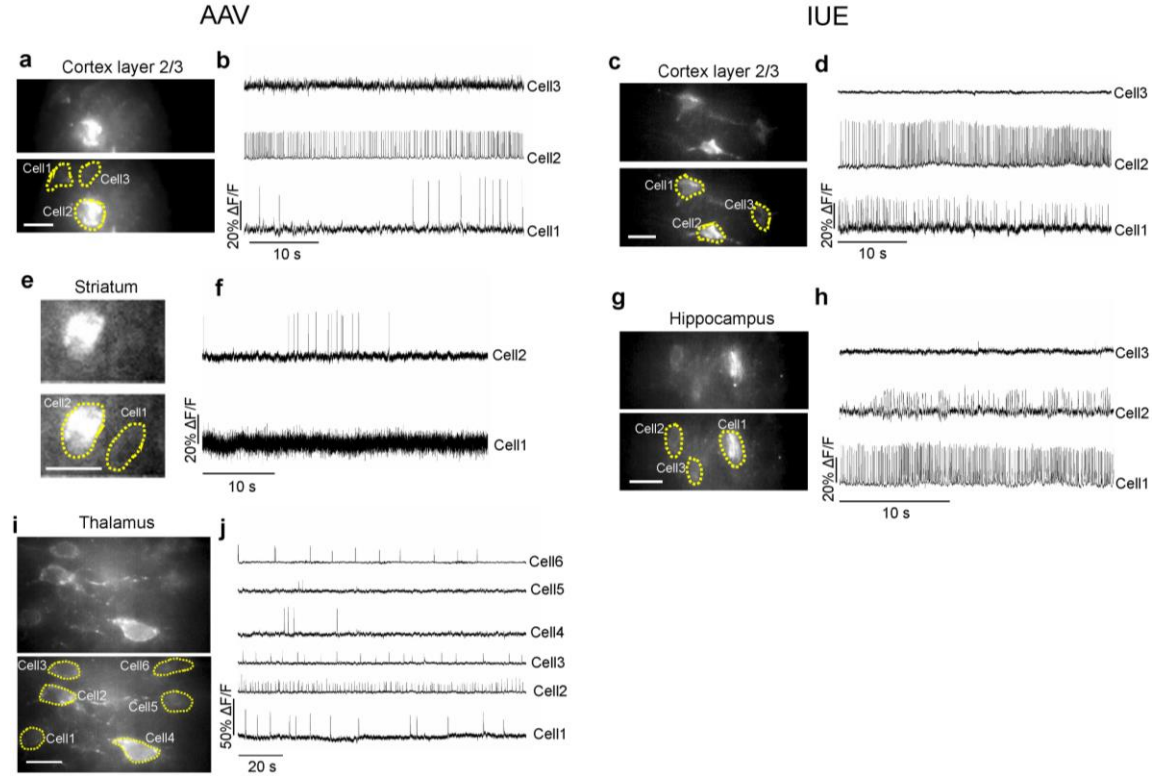 AAV
IUE
a
Cortex layer 2/3
Cell1
Cell3
Cell2
b
Cell3
Cell2
Cell1
20% ΔF/F
10 s
c
Cortex layer 2/3
Cell1
Cell3
Cell2
d
Cell3
Cell2
Cell1
20% ΔF/F
10 s
e
Striatum
Cell2
Cell1
f
Cell2
Cell1
20% ΔF/F
10 s
g
Hippocampus
Cell2
Cell1
Cell3
h
Cell3
Cell2
Cell1
20% ΔF/F
10 s
i
Thalamus
Cell3
Cell6
Cell2
Cell5
Cell1
Cell4
j
Cell6
Cell5
Cell4
Cell3
Cell2
Cell1
50% ΔF/F
20 s